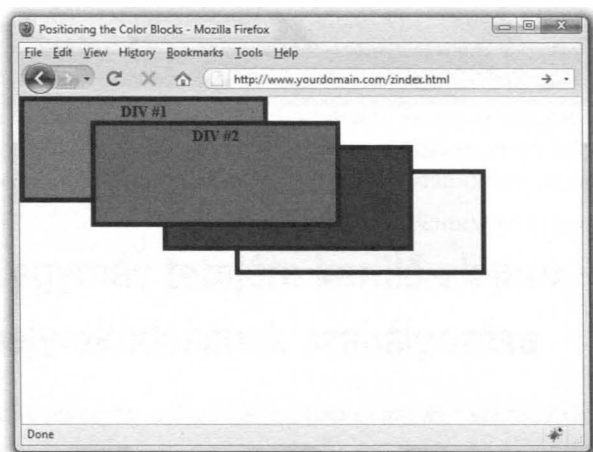 Positioning the Color Blocks - Mozilla Firefox
File Edit View History Bookmarks Tools Help
http://www.yourdomain.com/zindex.html
DIV #1
DIV #2
Done